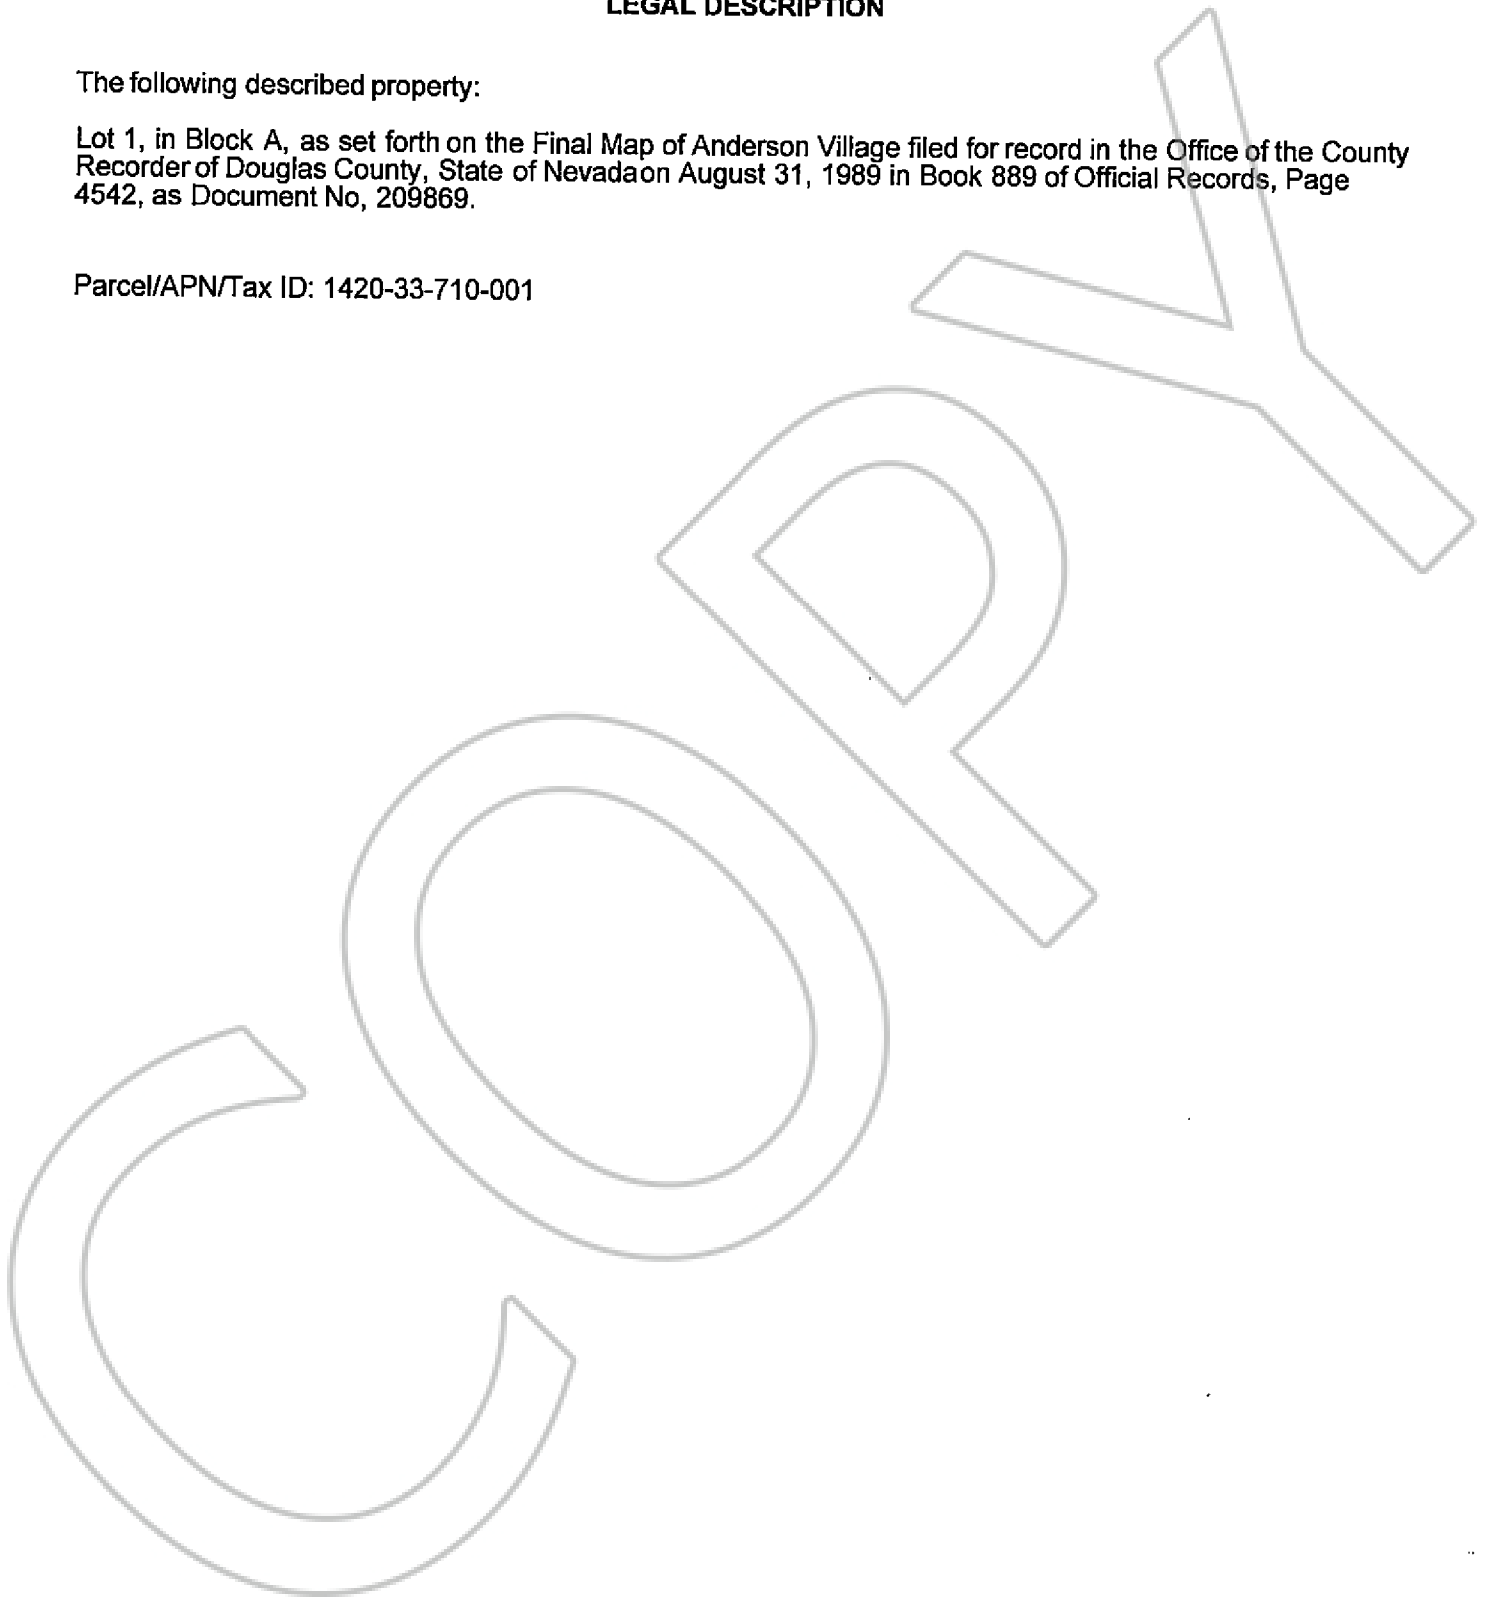 LEGAL DESCRIPTION
The following described property:
Lot 1, in Block A, as set forth on the Final Map of Anderson Village filed for record in the Office of the County
Recorder of Douglas County, State of Nevadaon August 31, 1989 in Book 889 of Official Records, Page
4542, as Document No, 209869.
Parcel/APN/Tax ID: 1420-33-710-001
COPY